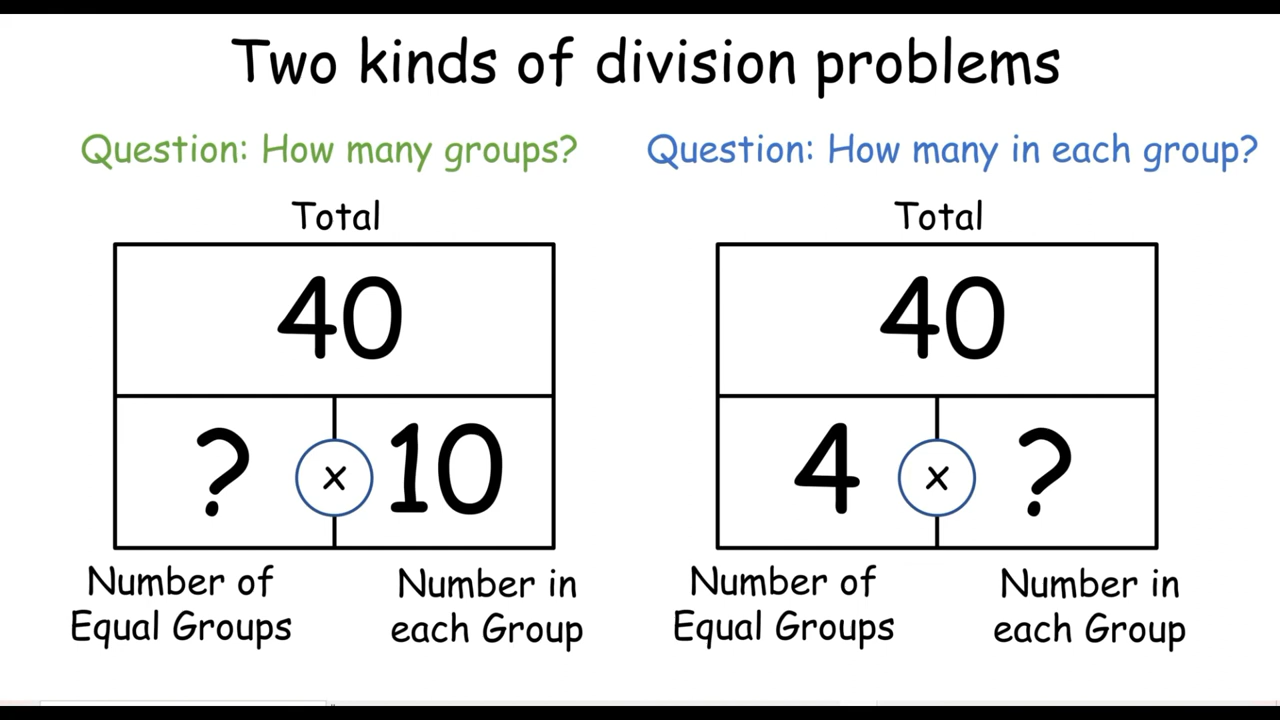 Two kinds of division problems
Question: How many groups?
Total
40
? × 10
Number of
Equal Groups
Number in
each Group
Question: How many in each group?
Total
40
4 × ?
Number of
Equal Groups
Number in
each Group